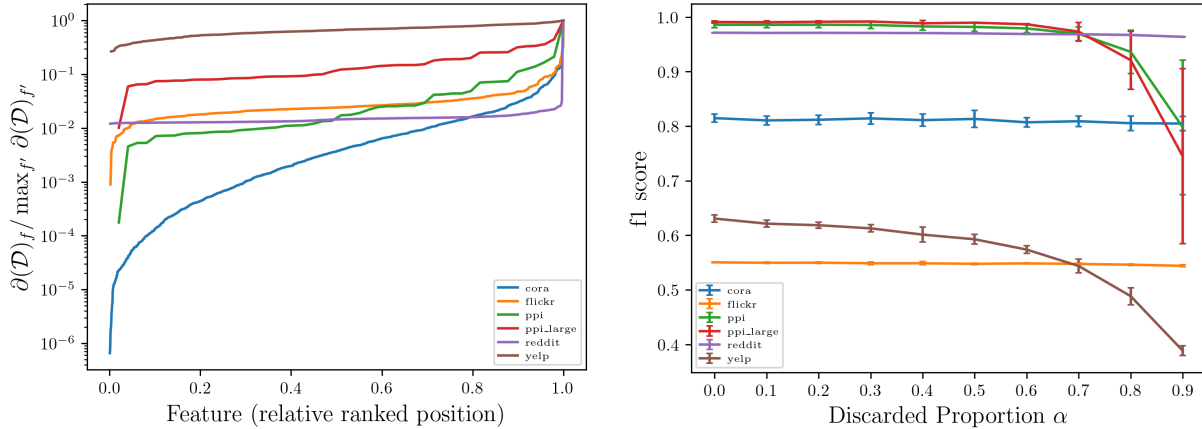 10⁰
10⁻¹
10⁻²
10⁻³
10⁻⁴
10⁻⁵
10⁻⁶
∂(𝒟)_f / max_{f′} ∂(𝒟)_{f′}
0.0 0.2 0.4 0.6 0.8 1.0
Feature (relative ranked position)
cora
flickr
ppi
ppi_large
reddit
yelp
1.0
0.9
0.8
0.7
0.6
0.5
0.4
f1 score
0.0 0.1 0.2 0.3 0.4 0.5 0.6 0.7 0.8 0.9
Discarded Proportion α
cora
flickr
ppi
ppi_large
reddit
yelp